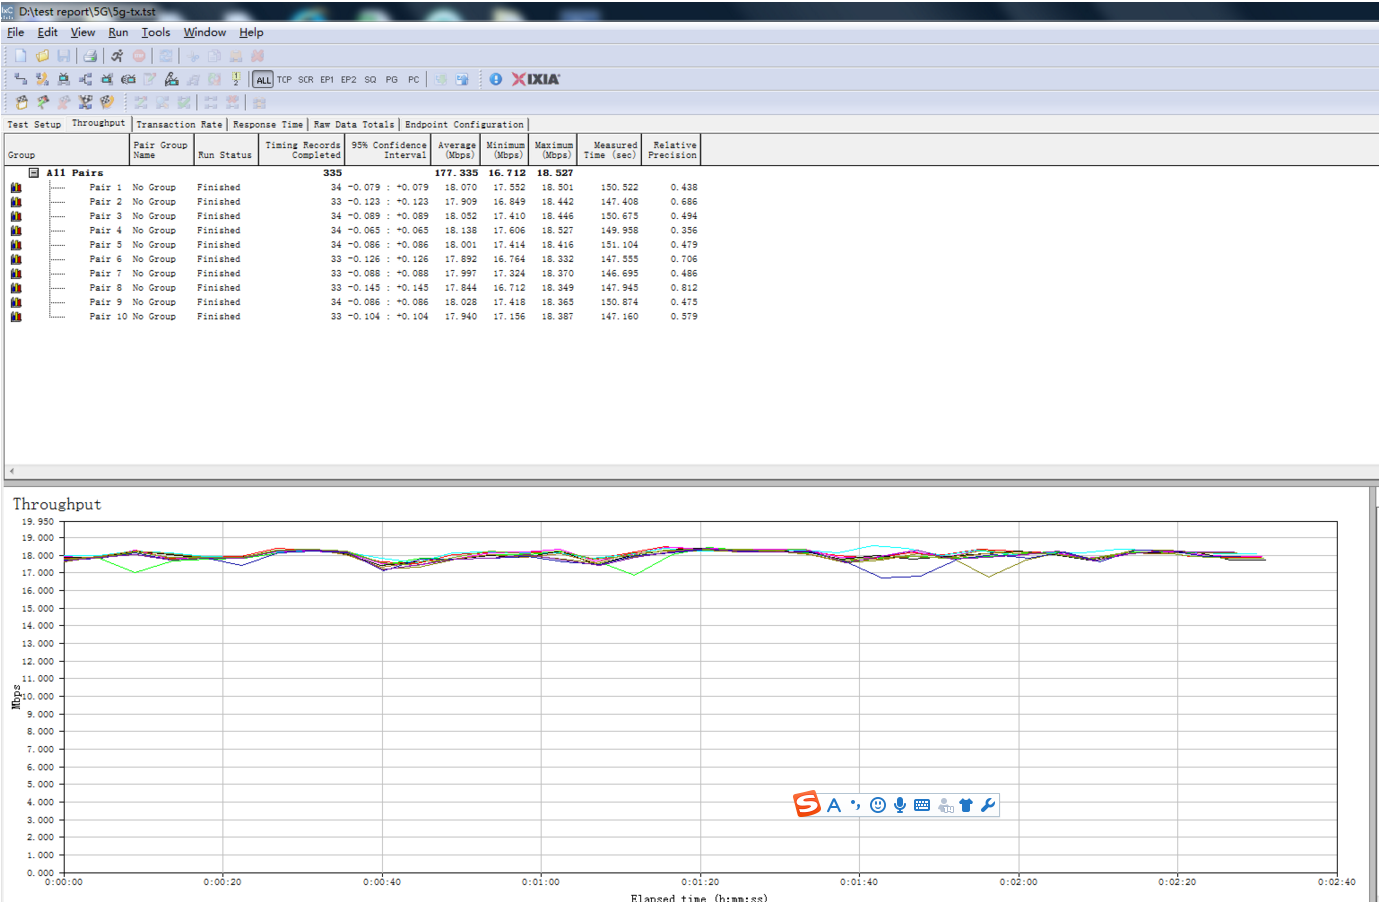 D:\test report\5G\5g-tx.tst
File Edit View Run Tools Window Help
ALL TCP SCR EP1 EP2 SQ PG PC IXIA
Test Setup Throughput Transaction Rate Response Time Raw Data Totals Endpoint Configuration
Group Pair Group Name Run Status Timing Records Completed 95% Confidence Interval Average (Mbps) Minimum (Mbps) Maximum (Mbps) Measured Time (sec) Relative Precision
All Pairs 335 177.335 16.712 18.527
Pair 1 No Group Finished 34 -0.079 : +0.079 18.070 17.552 18.501 150.522 0.438
Pair 2 No Group Finished 33 -0.123 : +0.123 17.909 16.849 18.442 147.408 0.686
Pair 3 No Group Finished 34 -0.089 : +0.089 18.052 17.410 18.446 150.675 0.494
Pair 4 No Group Finished 34 -0.065 : +0.065 18.138 17.606 18.527 149.958 0.356
Pair 5 No Group Finished 34 -0.086 : +0.086 18.001 17.414 18.416 151.104 0.479
Pair 6 No Group Finished 33 -0.126 : +0.126 17.892 16.764 18.332 147.555 0.706
Pair 7 No Group Finished 33 -0.088 : +0.088 17.997 17.324 18.370 146.695 0.486
Pair 8 No Group Finished 33 -0.145 : +0.145 17.844 16.712 18.349 147.945 0.812
Pair 9 No Group Finished 34 -0.086 : +0.086 18.028 17.418 18.365 150.874 0.475
Pair 10 No Group Finished 33 -0.104 : +0.104 17.940 17.156 18.387 147.160 0.579
Throughput
19.950
19.000
18.000
17.000
16.000
15.000
14.000
13.000
12.000
11.000
Mbps
10.000
9.000
8.000
7.000
6.000
5.000
4.000
3.000
2.000
1.000
0.000
0:00:00 0:00:20 0:00:40 0:01:00 0:01:20 0:01:40 0:02:00 0:02:20 0:02:40
Elapsed time (h:mm:ss)